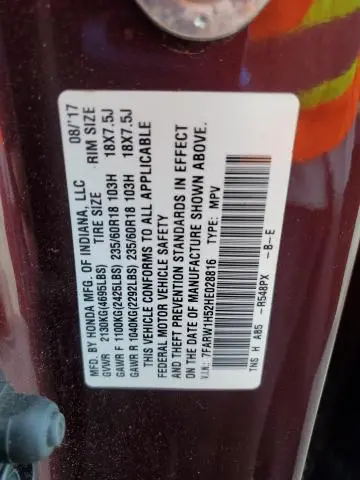 MFD. BY HONDA MFG. OF INDIANA, LLC 08/'17
TIRE SIZE RIM SIZE
GVWR 2130KG(4695LBS)
GAWR F 1100KG(2425LBS) 235/60R18 103H 18X7.5J
GAWR R 1040KG(2292LBS) 235/60R18 103H 18X7.5J
THIS VEHICLE CONFORMS TO ALL APPLICABLE
FEDERAL MOTOR VEHICLE SAFETY
AND THEFT PREVENTION STANDARDS IN EFFECT
ON THE DATE OF MANUFACTURE SHOWN ABOVE.
V.I.N.: 7FARW1H52HE028816 TYPE: MPV
TNS H A85 -R548PX -B-E